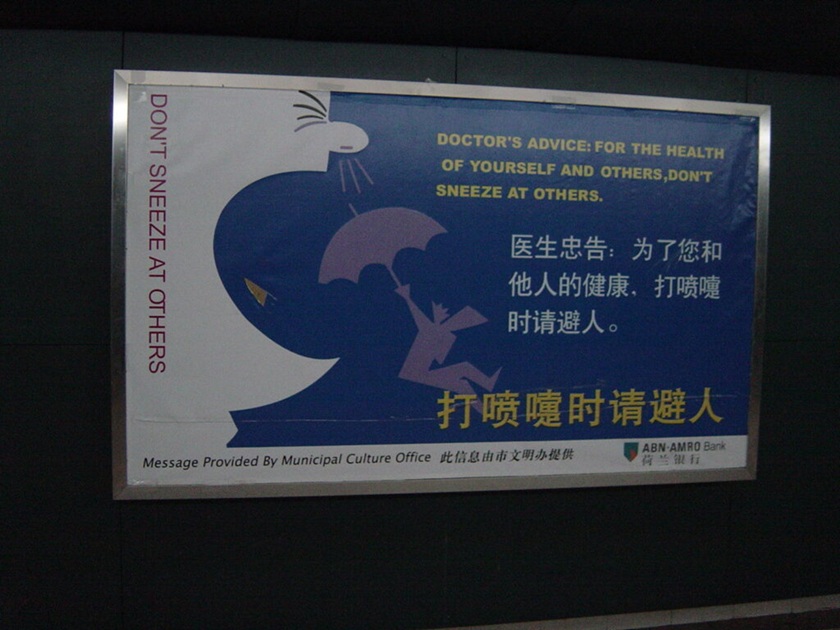 DON'T SNEEZE AT OTHERS
DOCTOR'S ADVICE: FOR THE HEALTH
OF YOURSELF AND OTHERS,DON'T
SNEEZE AT OTHERS.
医生忠告：为了您和
他人的健康、打喷嚏
时请避人。
打喷嚏时请避人
Message Provided By Municipal Culture Office 此信息由市文明办提供
ABN·AMRO Bank
荷兰银行